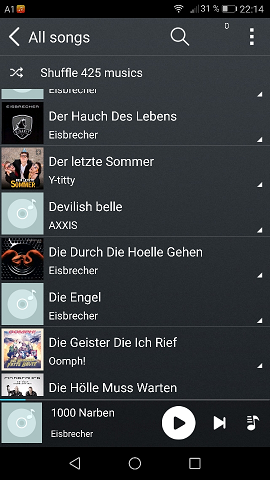 A1 31 % 22:14
0
All songs
Shuffle 425 musics
Eisbrecher
EISBRECHER
Der Hauch Des Lebens
Eisbrecher
Der letzte Sommer
Y-titty
SOMMER
Devilish belle
AXXIS
Die Durch Die Hoelle Gehen
Eisbrecher
Die Engel
Eisbrecher
Die Geister Die Ich Rief
Oomph!
Die Hölle Muss Warten
1000 Narben
Eisbrecher